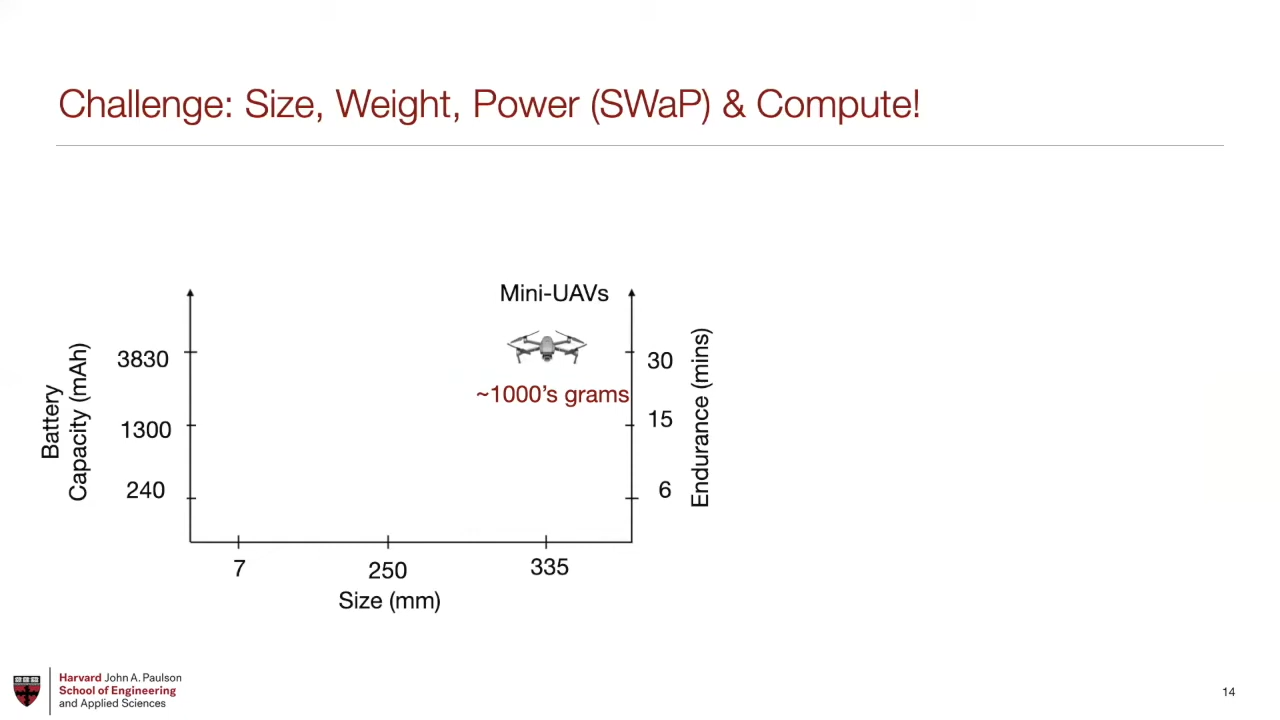 Challenge: Size, Weight, Power (SWaP) & Compute!
Mini-UAVs
~1000's grams
Battery
Capacity (mAh)
3830
1300
240
30
15
6
Endurance (mins)
7
250
335
Size (mm)
Harvard John A. Paulson
School of Engineering
and Applied Sciences
14